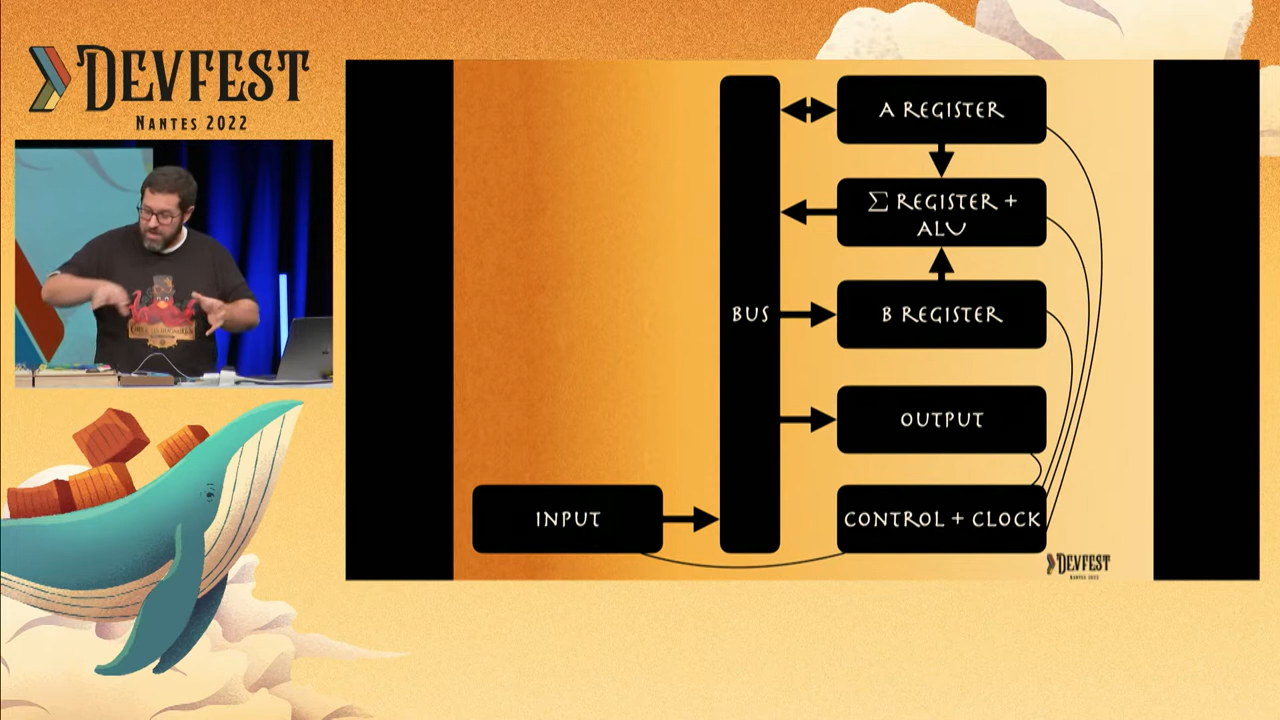 DEVFEST
NANTES 2022
A REGISTER
Σ REGISTER +
ALU
BUS
B REGISTER
OUTPUT
INPUT
CONTROL + CLOCK
DEVFEST
NANTES 2022